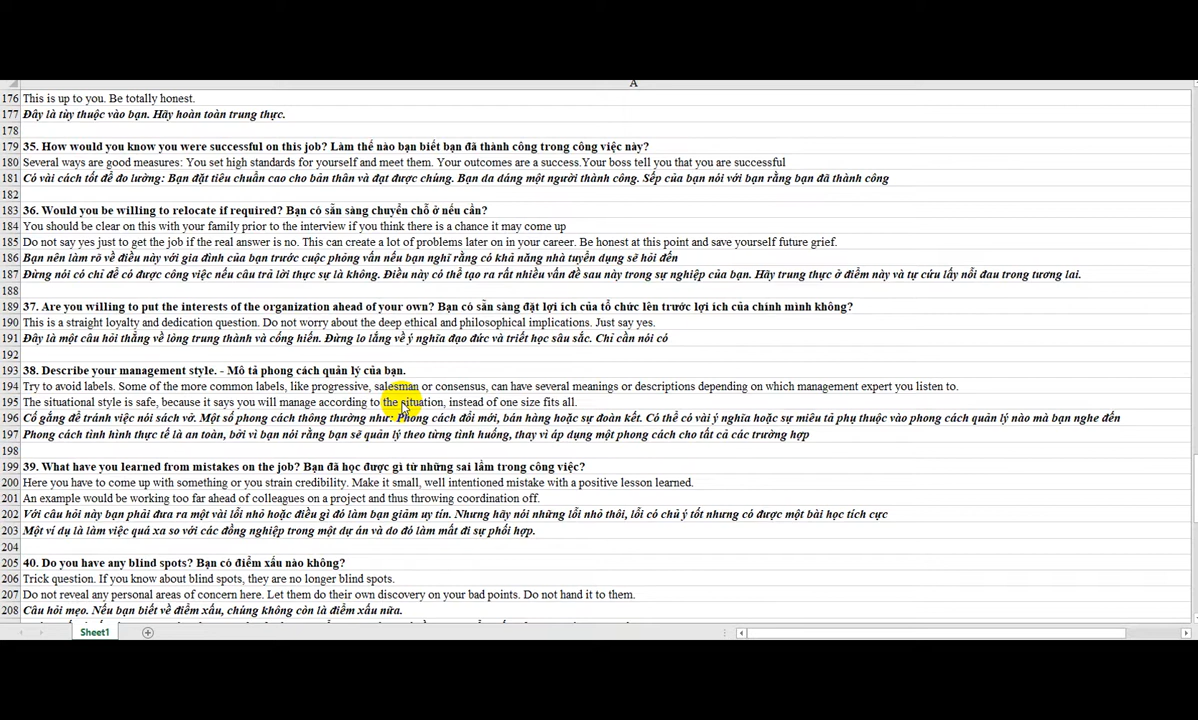 A
176 This is up to you. Be totally honest.
177 Đây là tùy thuộc vào bạn. Hãy hoàn toàn trung thực.
178
179 35. How would you know you were successful on this job? Làm thế nào bạn biết bạn đã thành công trong công việc này?
180 Several ways are good measures: You set high standards for yourself and meet them. Your outcomes are a success.Your boss tell you that you are successful
181 Có vài cách tốt để đo lường: Bạn đặt tiêu chuẩn cao cho bản thân và đạt được chúng. Bạn da dáng một người thành công. Sếp của bạn nói với bạn rằng bạn đã thành công
182
183 36. Would you be willing to relocate if required? Bạn có sẵn sàng chuyển chỗ ở nếu cần?
184 You should be clear on this with your family prior to the interview if you think there is a chance it may come up
185 Do not say yes just to get the job if the real answer is no. This can create a lot of problems later on in your career. Be honest at this point and save yourself future grief.
186 Bạn nên làm rõ về điều này với gia đình của bạn trước cuộc phỏng vấn nếu bạn nghĩ rằng có khả năng nhà tuyển dụng sẽ hỏi đến
187 Đừng nói có chỉ để có được công việc nếu câu trả lời thực sự là không. Điều này có thể tạo ra rất nhiều vấn đề sau này trong sự nghiệp của bạn. Hãy trung thực ở điểm này và tự cứu lấy nỗi đau trong tương lai.
188
189 37. Are you willing to put the interests of the organization ahead of your own? Bạn có sẵn sàng đặt lợi ích của tổ chức lên trước lợi ích của chính mình không?
190 This is a straight loyalty and dedication question. Do not worry about the deep ethical and philosophical implications. Just say yes.
191 Đây là một câu hỏi thẳng về lòng trung thành và cống hiến. Đừng lo lắng về ý nghĩa đạo đức và triết học sâu sắc. Chỉ cần nói có
192
193 38. Describe your management style. - Mô tả phong cách quản lý của bạn.
194 Try to avoid labels. Some of the more common labels, like progressive, salesman or consensus, can have several meanings or descriptions depending on which management expert you listen to.
195 The situational style is safe, because it says you will manage according to the situation, instead of one size fits all.
196 Cố gắng để tránh việc nói sách vở. Một số phong cách thông thường như: Phong cách đổi mới, bán hàng hoặc sự đoàn kết. Có thể có vài ý nghĩa hoặc sự miêu tả phụ thuộc vào phong cách quản lý nào mà bạn nghe đến
197 Phong cách tình hình thực tế là an toàn, bởi vì bạn nói rằng bạn sẽ quản lý theo từng tình huống, thay vì áp dụng một phong cách cho tất cả các trường hợp
198
199 39. What have you learned from mistakes on the job? Bạn đã học được gì từ những sai lầm trong công việc?
200 Here you have to come up with something or you strain credibility. Make it small, well intentioned mistake with a positive lesson learned.
201 An example would be working too far ahead of colleagues on a project and thus throwing coordination off.
202 Với câu hỏi này bạn phải đưa ra một vài lỗi nhỏ hoặc điều gì đó làm bạn giảm uy tín. Nhưng hãy nói những lỗi nhỏ thôi, lỗi có chủ ý tốt nhưng có được một bài học tích cực
203 Một ví dụ là làm việc quá xa so với các đồng nghiệp trong một dự án và do đó làm mất đi sự phối hợp.
204
205 40. Do you have any blind spots? Bạn có điểm xấu nào không?
206 Trick question. If you know about blind spots, they are no longer blind spots.
207 Do not reveal any personal areas of concern here. Let them do their own discovery on your bad points. Do not hand it to them.
208 Câu hỏi mẹo. Nếu bạn biết về điểm xấu, chúng không còn là điểm xấu nữa.
Sheet1